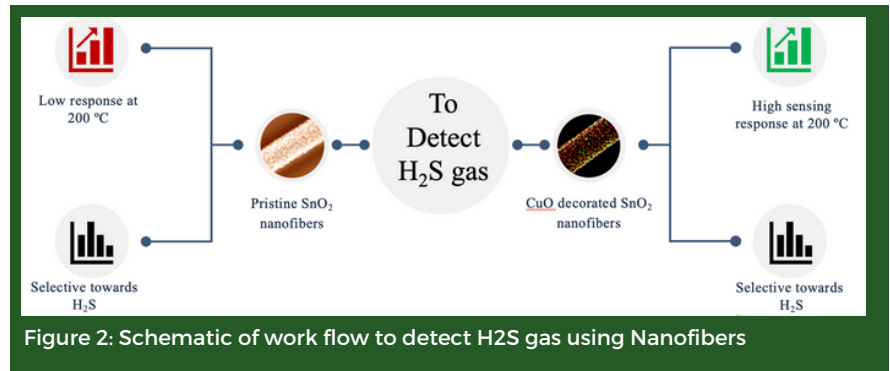 Low response at
200 ºC
Selective towards
H₂S
Pristine SnO₂
nanofibers
To
Detect
H₂S gas
CuO decorated SnO₂
nanofibers
High sensing
response at 200 ºC
Selective towards
H₂S
Figure 2: Schematic of work flow to detect H2S gas using Nanofibers